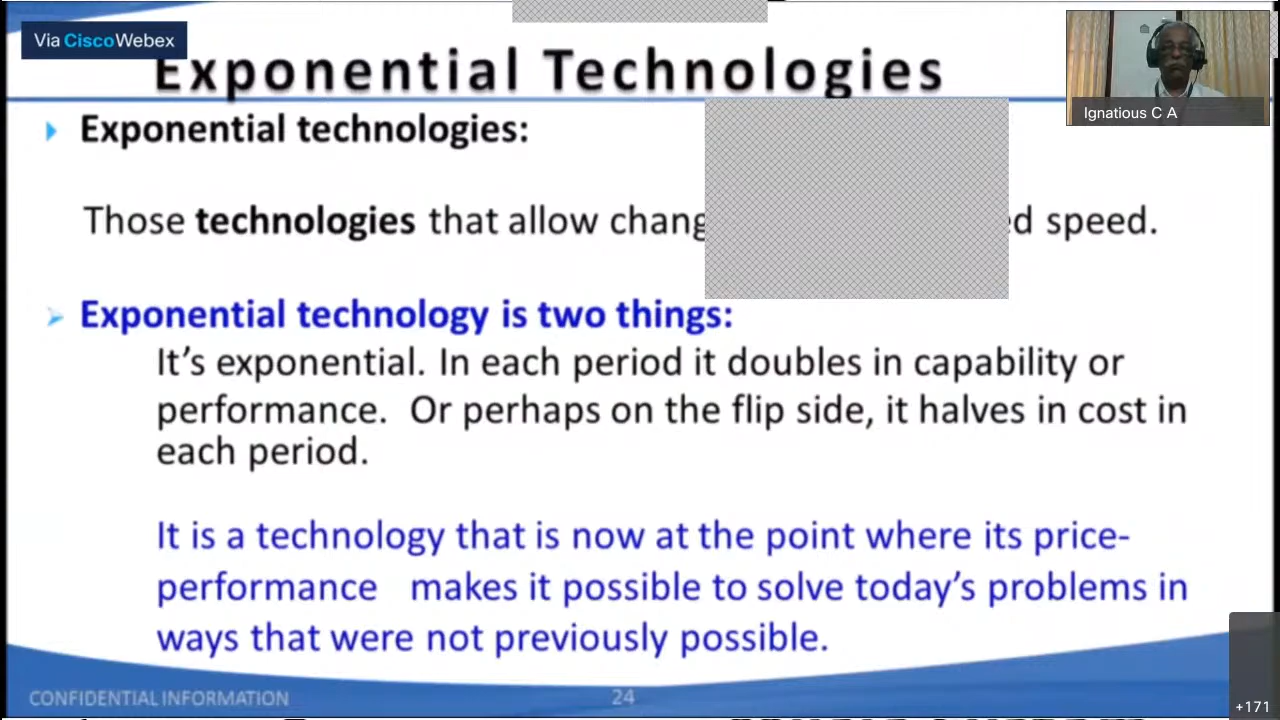 Via CiscoWebex
Exponential Technologies
Ignatious C A
Exponential technologies:
Those technologies that allow speed.
Exponential technology is two things:
It’s exponential. In each period it doubles in capability or
performance. Or perhaps on the flip side, it halves in cost in
each period.
It is a technology that is now at the point where its price-
performance makes it possible to solve today’s problems in
ways that were not previously possible.
CONFIDENTIAL INFORMATION
24
+171